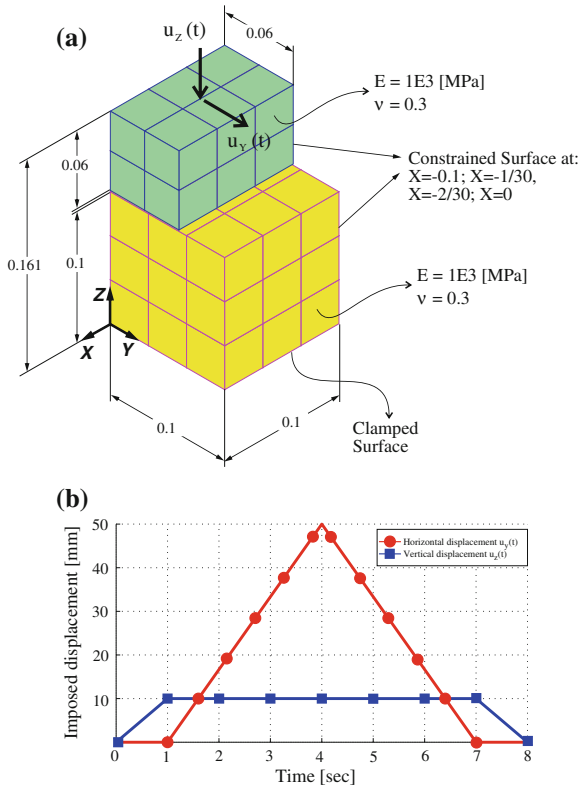 (a)
u_Z (t)
0.06
E = 1E3 [MPa]
ν = 0.3
u_Y (t)
0.06
Constrained Surface at:
X=-0.1; X=-1/30,
X=-2/30; X=0
0.161
0.1
E = 1E3 [MPa]
ν = 0.3
Z
X
Y
0.1
0.1
Clamped
Surface
(b)
Imposed displacement [mm]
50
40
30
20
10
0
Horizontal displacement u_y(t)
Vertical displacement u_z(t)
0 1 2 3 4 5 6 7 8
Time [sec]